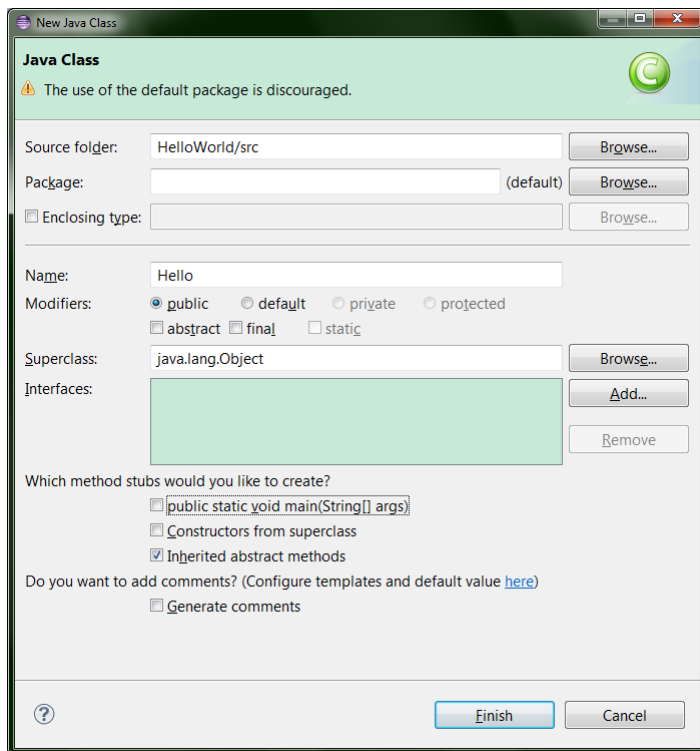 New Java Class
Java Class
The use of the default package is discouraged.
C
Source folder: HelloWorld/src Browse...
Package: (default) Browse...
Enclosing type: Browse...
Name: Hello
Modifiers: public default private protected
abstract final static
Superclass: java.lang.Object Browse...
Interfaces: Add...
Remove
Which method stubs would you like to create?
public static void main(String[] args)
Constructors from superclass
Inherited abstract methods
Do you want to add comments? (Configure templates and default value here)
Generate comments
? Finish Cancel